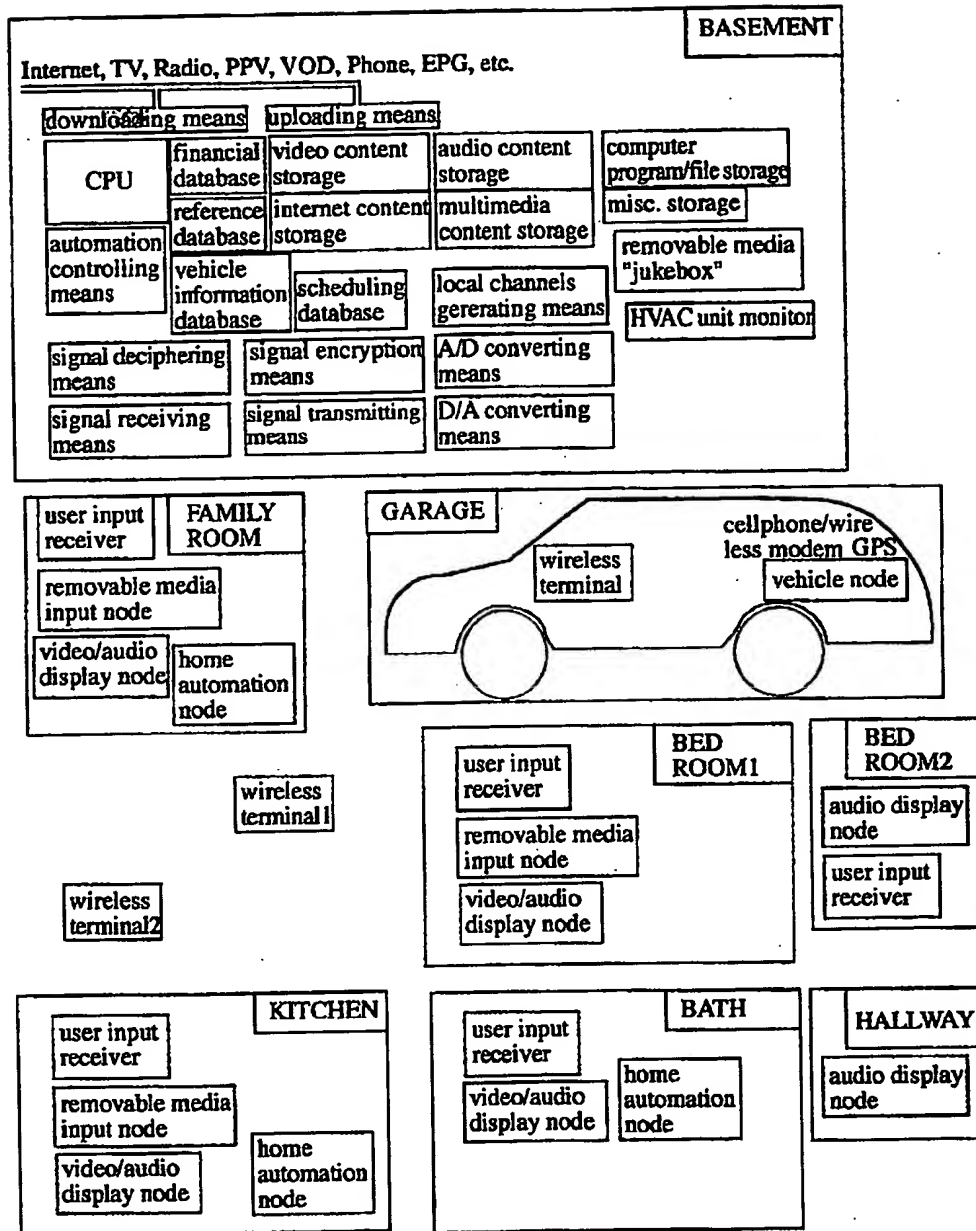 BASEMENT
Internet, TV, Radio, PPV, VOD, Phone, EPG, etc.
downloading means
uploading means
CPU
financial
database
video content
storage
audio content
storage
computer
program/file storage
reference
database
internet content
storage
multimedia
content storage
misc. storage
automation
controlling
means
vehicle
information
database
scheduling
database
local channels
gererating means
removable media
"jukebox"
HVAC unit monitor
signal deciphering
means
signal encryption
means
A/D converting
means
signal receiving
means
signal transmitting
means
D/A converting
means
FAMILY
ROOM
user input
receiver
removable media
input node
video/audio
display node
home
automation
node
GARAGE
wireless
terminal
cellphone/wire
less modem GPS
vehicle node
wireless
terminal1
wireless
terminal2
BED
ROOM1
user input
receiver
removable media
input node
video/audio
display node
BED
ROOM2
audio display
node
user input
receiver
KITCHEN
user input
receiver
removable media
input node
video/audio
display node
home
automation
node
BATH
user input
receiver
video/audio
display node
home
automation
node
HALLWAY
audio display
node